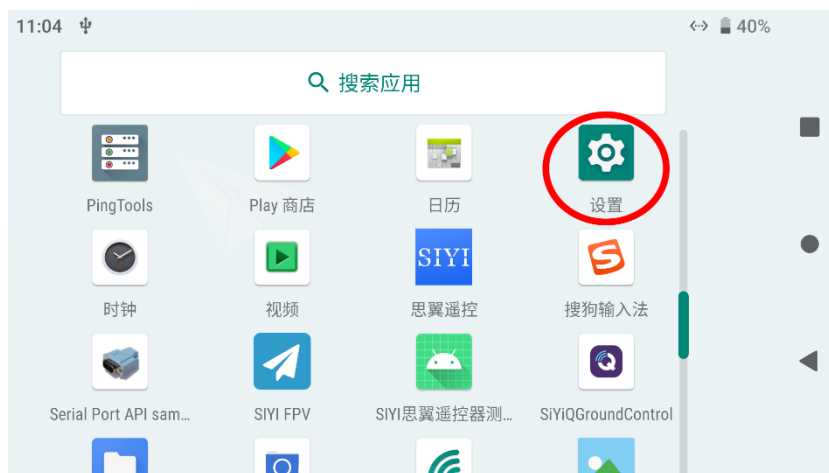 11:04 40%
搜索应用
PingTools Play 商店 日历 设置
SIYI
时钟 视频 思翼遥控 搜狗输入法
Serial Port API sam... SIYI FPV SIYI思翼遥控器测... SiYiQGroundControl